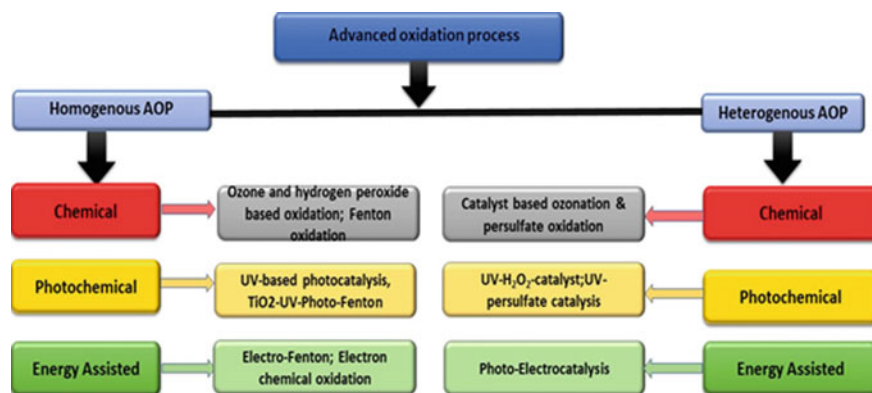 Advanced oxidation process
Homogenous AOP
Heterogenous AOP
Chemical
Ozone and hydrogen peroxide
based oxidation; Fenton
oxidation
Catalyst based ozonation &
persulfate oxidation
Chemical
Photochemical
UV-based photocatalysis,
TiO2-UV-Photo-Fenton
UV-H₂O₂-catalyst;UV-
persulfate catalysis
Photochemical
Energy Assisted
Electro-Fenton; Electron
chemical oxidation
Photo-Electrocatalysis
Energy Assisted